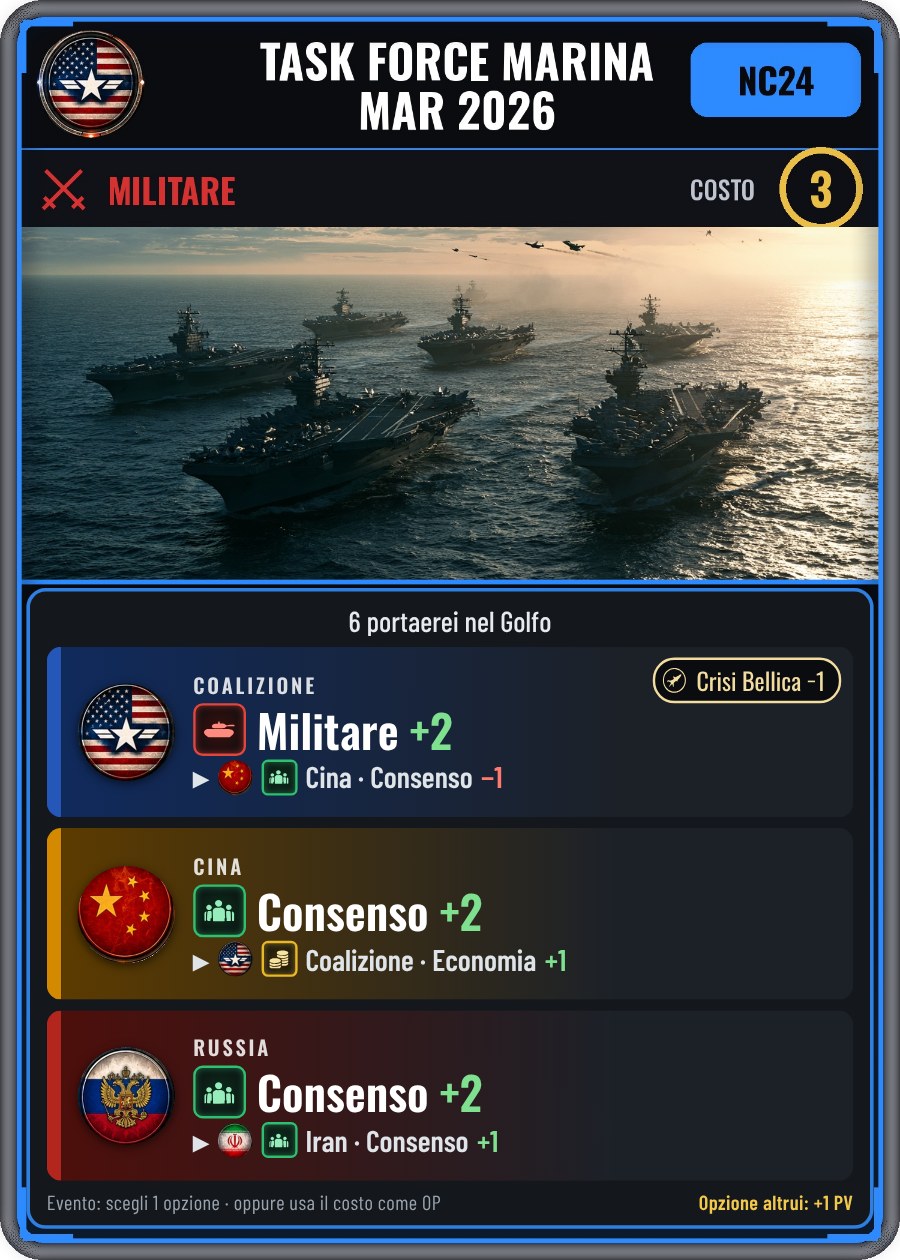 TASK FORCE MARINA
MAR 2026
NC24
MILITARE
COSTO
3
6 portaerei nel Golfo
COALIZIONE
Crisi Bellica −1
Militare +2
▶ Cina · Consenso −1
CINA
Consenso +2
▶ Coalizione · Economia +1
RUSSIA
Consenso +2
▶ Iran · Consenso +1
Evento: scegli 1 opzione · oppure usa il costo come OP
Opzione altrui: +1 PV